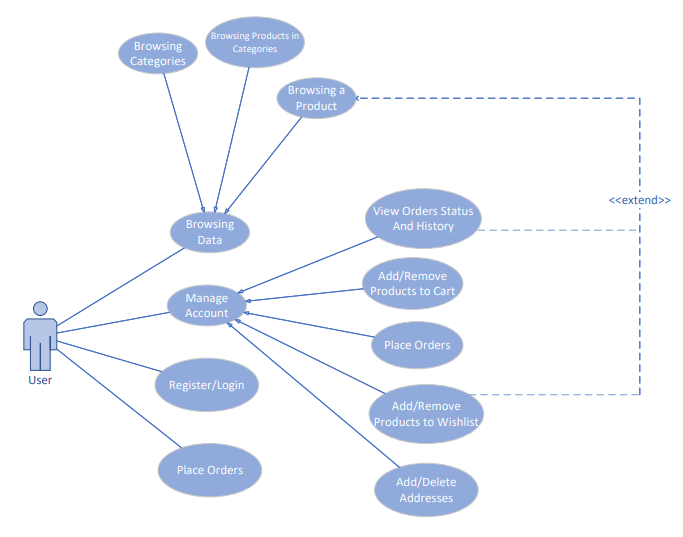 Browsing
Categories
Browsing Products in
Categories
Browsing a
Product
<<extend>>
View Orders Status
And History
Browsing
Data
Add/Remove
Products to Cart
Manage
Account
Place Orders
User
Register/Login
Add/Remove
Products to Wishlist
Place Orders
Add/Delete
Addresses